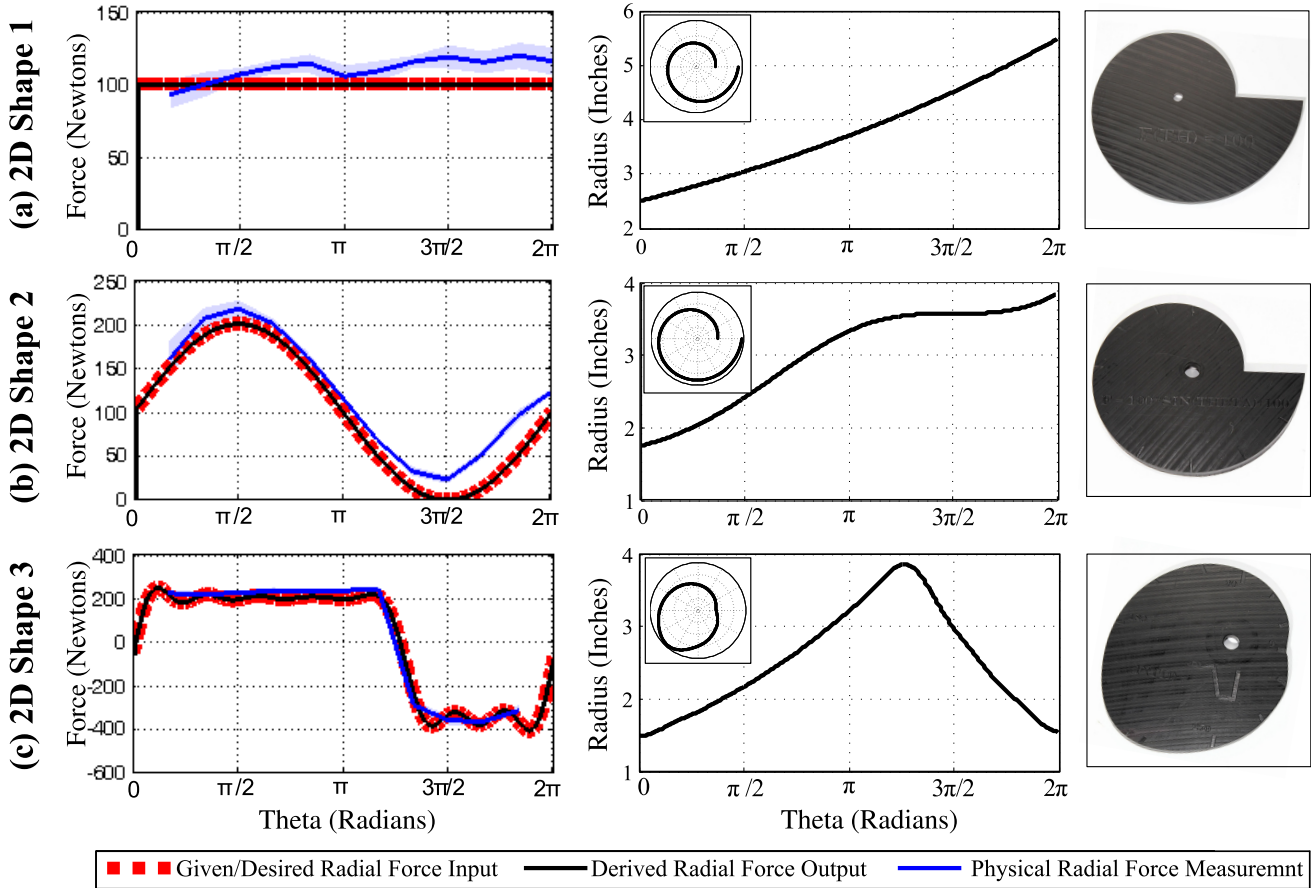 (a) 2D Shape 1
Force (Newtons)
150
100
50
0
0 π/2 π 3π/2 2π
Radius (Inches)
6
5
4
3
2
0 π/2 π 3π/2 2π
(b) 2D Shape 2
Force (Newtons)
250
200
150
100
50
0
0 π/2 π 3π/2 2π
Radius (Inches)
4
3
2
1
0 π/2 π 3π/2 2π
(c) 2D Shape 3
Force (Newtons)
400
200
0
-200
-400
-600
0 π/2 π 3π/2 2π
Theta (Radians)
Radius (Inches)
4
3
2
1
0 π/2 π 3π/2 2π
Theta (Radians)
Given/Desired Radial Force Input
Derived Radial Force Output
Physical Radial Force Measuremnt